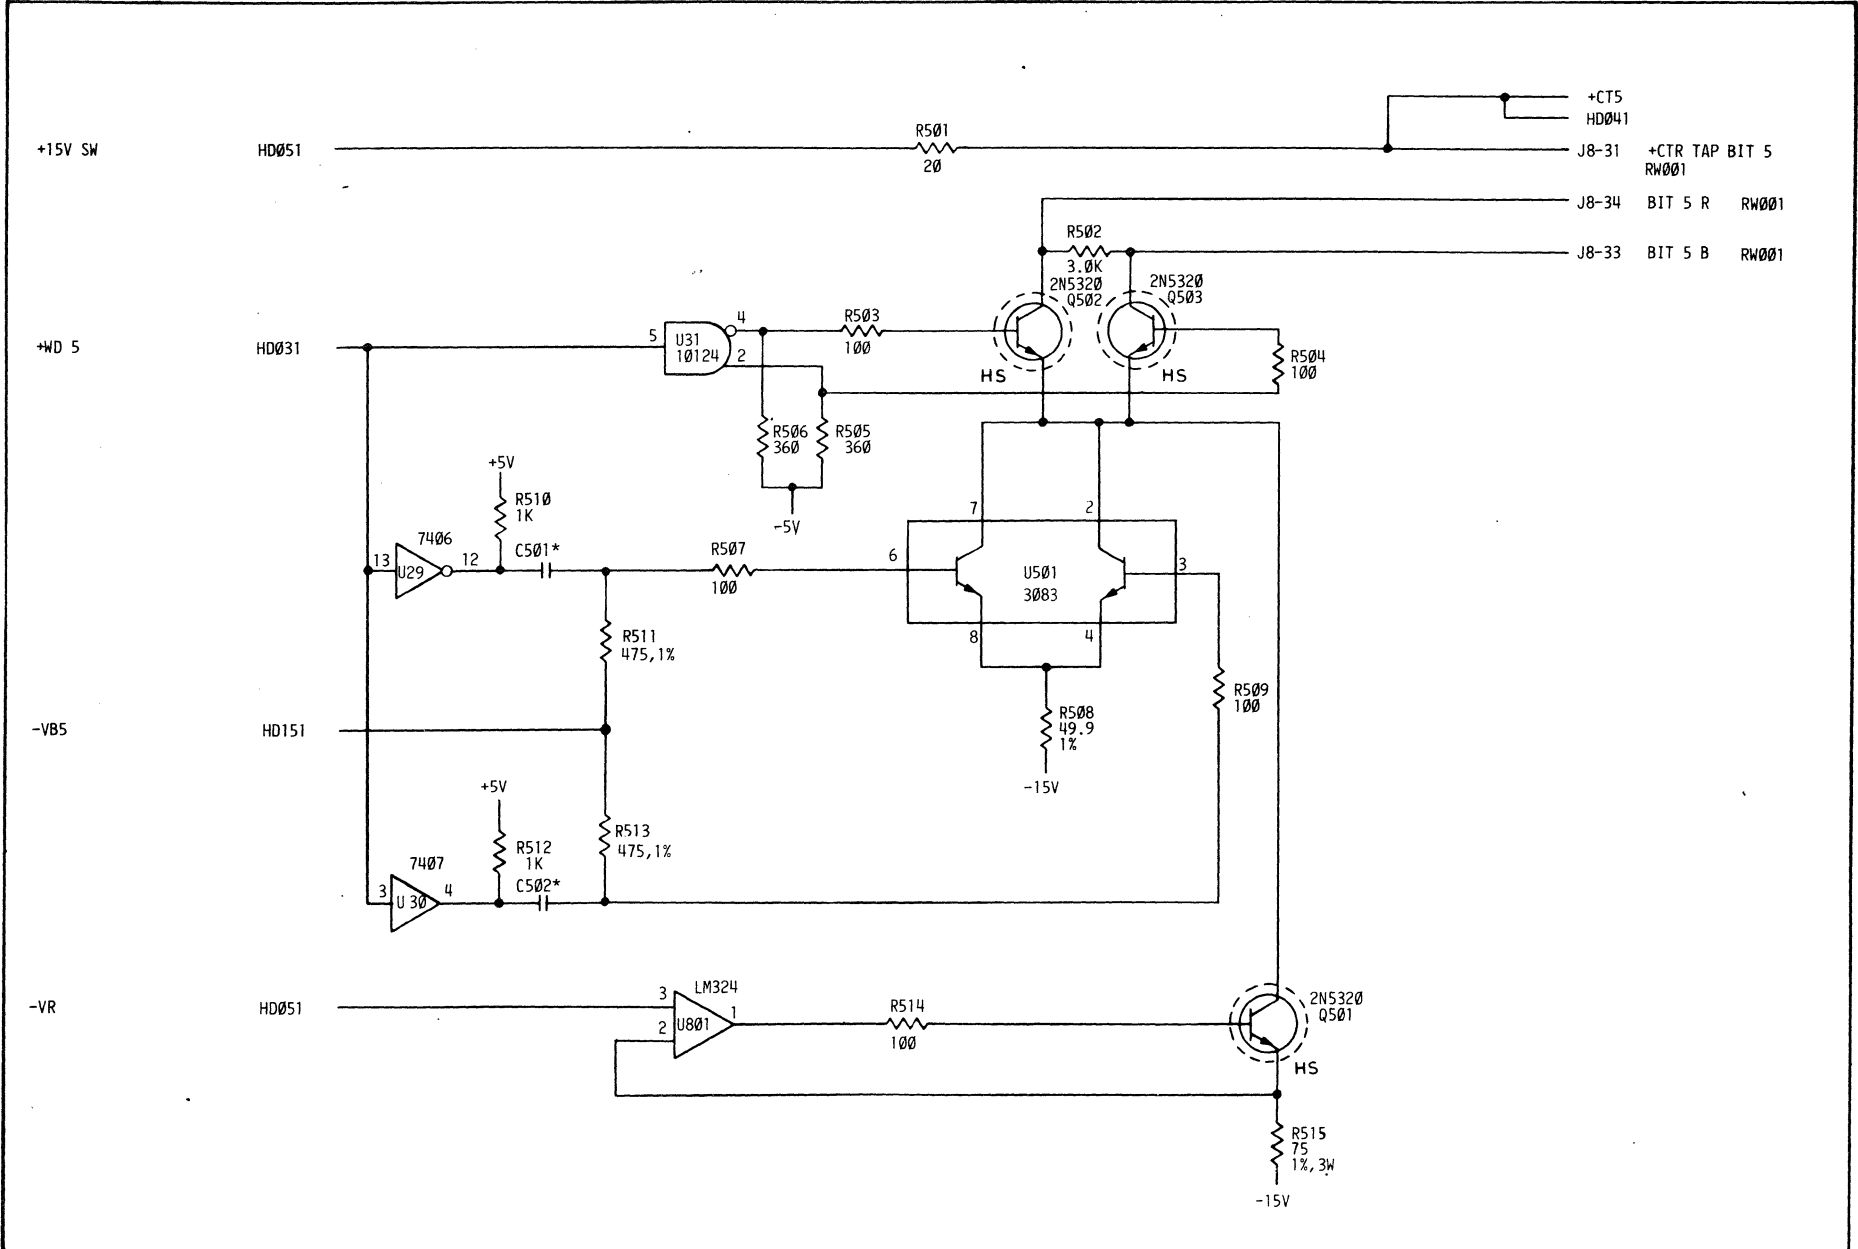 +CT5
HDØ41
+15V SW HDØ51
R5Ø1
2Ø
J8-31 +CTR TAP BIT 5
RWØØ1
J8-34 BIT 5 R RWØØ1
R5Ø2
3.ØK
J8-33 BIT 5 B RWØØ1
2N532Ø
Q5Ø2
2N532Ø
Q5Ø3
+WD 5 HDØ31
5
U31
1Ø124
4
2
R5Ø3
1ØØ
HS
HS
R5Ø4
1ØØ
R5Ø6
36Ø
R5Ø5
36Ø
-5V
+5V
R51Ø
1K
7406
13
U29
12
C5Ø1*
R5Ø7
1ØØ
7
2
6
U5Ø1
3Ø83
3
8
4
R511
475,1%
R5Ø9
1ØØ
R5Ø8
49.9
1%
-15V
-VB5 HD151
+5V
R512
1K
R513
475,1%
74Ø7
3
U3Ø
4
C5Ø2*
-VR HDØ51
LM324
3
2
U8Ø1
1
R514
1ØØ
2N532Ø
Q5Ø1
HS
R515
75
1%,3W
-15V